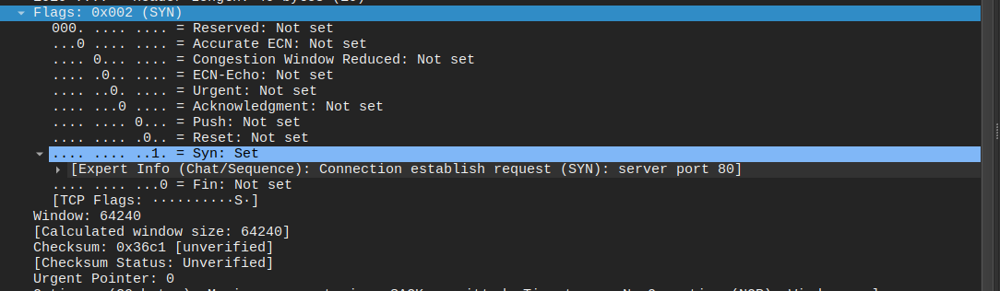 Flags: 0x002 (SYN)
000. .... .... = Reserved: Not set
...0 .... .... = Accurate ECN: Not set
.... 0... .... = Congestion Window Reduced: Not set
.... .0.. .... = ECN-Echo: Not set
.... ..0. .... = Urgent: Not set
.... ...0 .... = Acknowledgment: Not set
.... .... 0... = Push: Not set
.... .... .0.. = Reset: Not set
.... .... ..1. = Syn: Set
[Expert Info (Chat/Sequence): Connection establish request (SYN): server port 80]
.... .... ...0 = Fin: Not set
[TCP Flags: ··········S·]
Window: 64240
[Calculated window size: 64240]
Checksum: 0x36c1 [unverified]
[Checksum Status: Unverified]
Urgent Pointer: 0